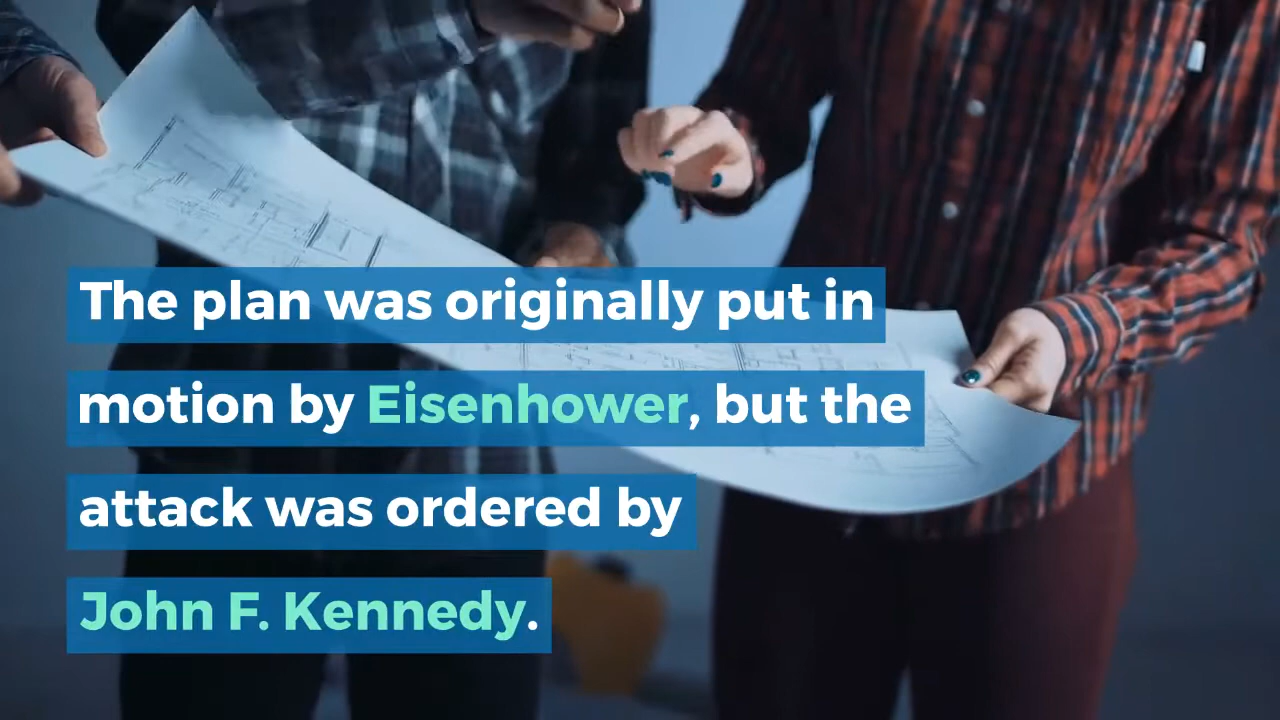 The plan was originally put in
motion by Eisenhower, but the
attack was ordered by
John F. Kennedy.